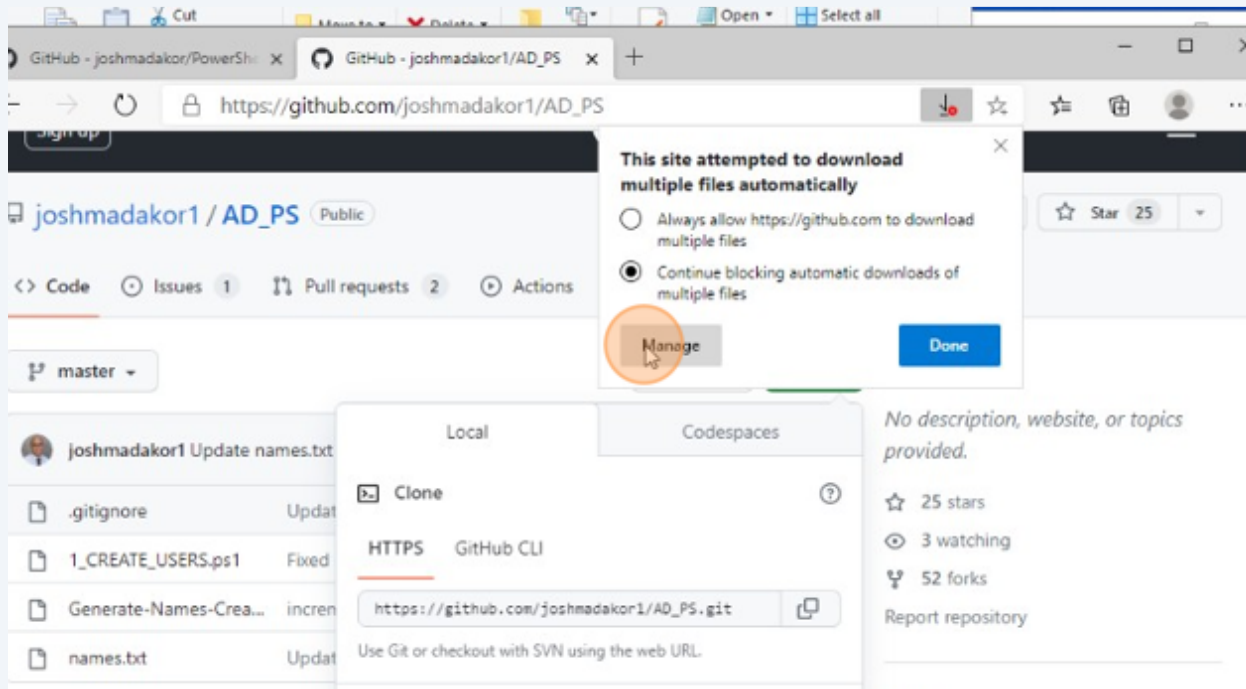 Cut
Open
Select all
GitHub - joshmadakor/PowerShe
GitHub - joshmadakor1/AD_PS
https://github.com/joshmadakor1/AD_PS
Sign up
This site attempted to download
multiple files automatically
Always allow https://github.com to download
multiple files
Continue blocking automatic downloads of
multiple files
Manage
Done
joshmadakor1 / AD_PS Public
Star 25
<> Code
Issues 1
Pull requests 2
Actions
master
Local
Codespaces
No description, website, or topics
provided.
joshmadakor1 Update names.txt
Clone
25 stars
.gitignore
Updat
HTTPS
GitHub CLI
3 watching
1_CREATE_USERS.ps1
Fixed
52 forks
Generate-Names-Crea...
incren
https://github.com/joshmadakor1/AD_PS.git
Report repository
names.txt
Updat
Use Git or checkout with SVN using the web URL.